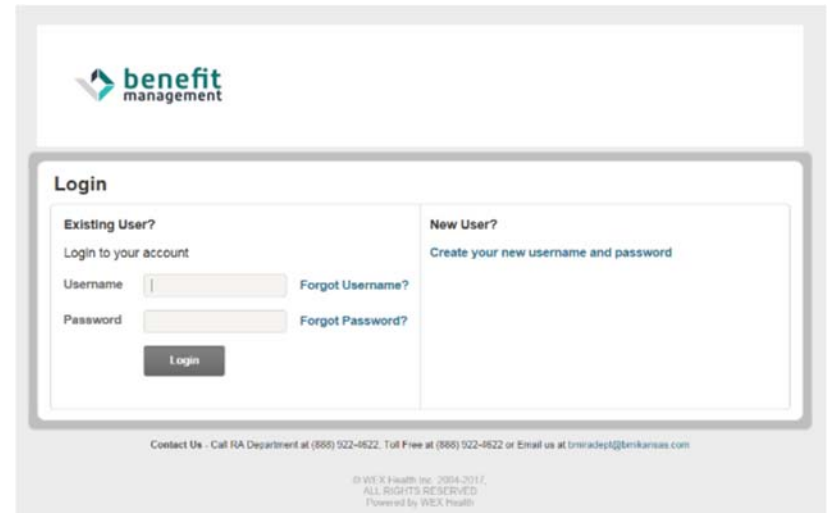 benefit
management
Login
Existing User?
Login to your account
Username
Forgot Username?
Password
Forgot Password?
Login
New User?
Create your new username and password
Contact Us - Call RA Department at (888) 922-4622, Toll Free at (888) 922-4622 or Email us at bmiradept@bmikansas.com
© WEX Health Inc. 2004-2017,
ALL RIGHTS RESERVED
Powered by WEX Health